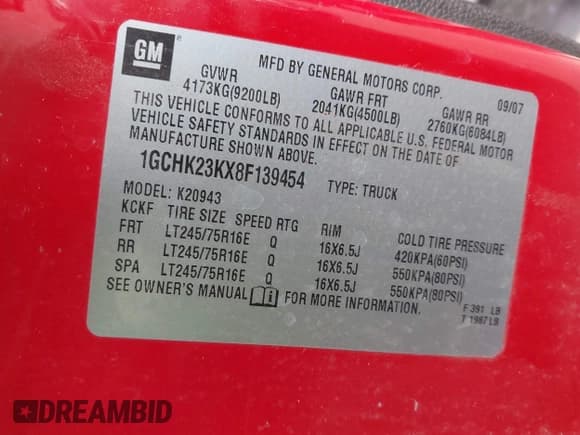 GM
MFD BY GENERAL MOTORS CORP. 09/07
GVWR GAWR FRT GAWR RR
4173KG(9200LB) 2041KG(4500LB) 2760KG(6084LB)
THIS VEHICLE CONFORMS TO ALL APPLICABLE U.S. FEDERAL MOTOR
VEHICLE SAFETY STANDARDS IN EFFECT ON THE DATE OF
MANUFACTURE SHOWN ABOVE.
1GCHK23KX8F139454 TYPE: TRUCK
MODEL: K20943
KCKF TIRE SIZE SPEED RTG RIM COLD TIRE PRESSURE
FRT LT245/75R16E Q 16X6.5J 420KPA(60PSI)
RR LT245/75R16E Q 16X6.5J 550KPA(80PSI)
SPA LT245/75R16E Q 16X6.5J 550KPA(80PSI)
SEE OWNER'S MANUAL FOR MORE INFORMATION.
F 391 LB
T 1987 LB
DREAMBID